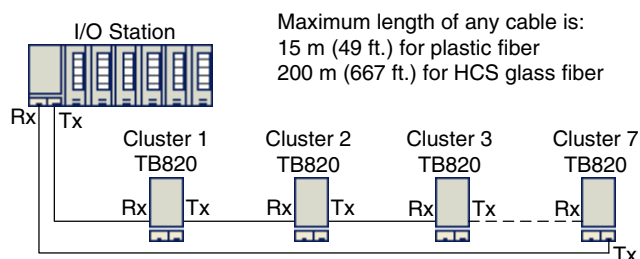 I/O Station
Maximum length of any cable is:
15 m (49 ft.) for plastic fiber
200 m (667 ft.) for HCS glass fiber
Rx Tx
Cluster 1 Cluster 2 Cluster 3 Cluster 7
TB820 TB820 TB820 TB820
Rx Tx Rx Tx Rx Tx Rx
Tx